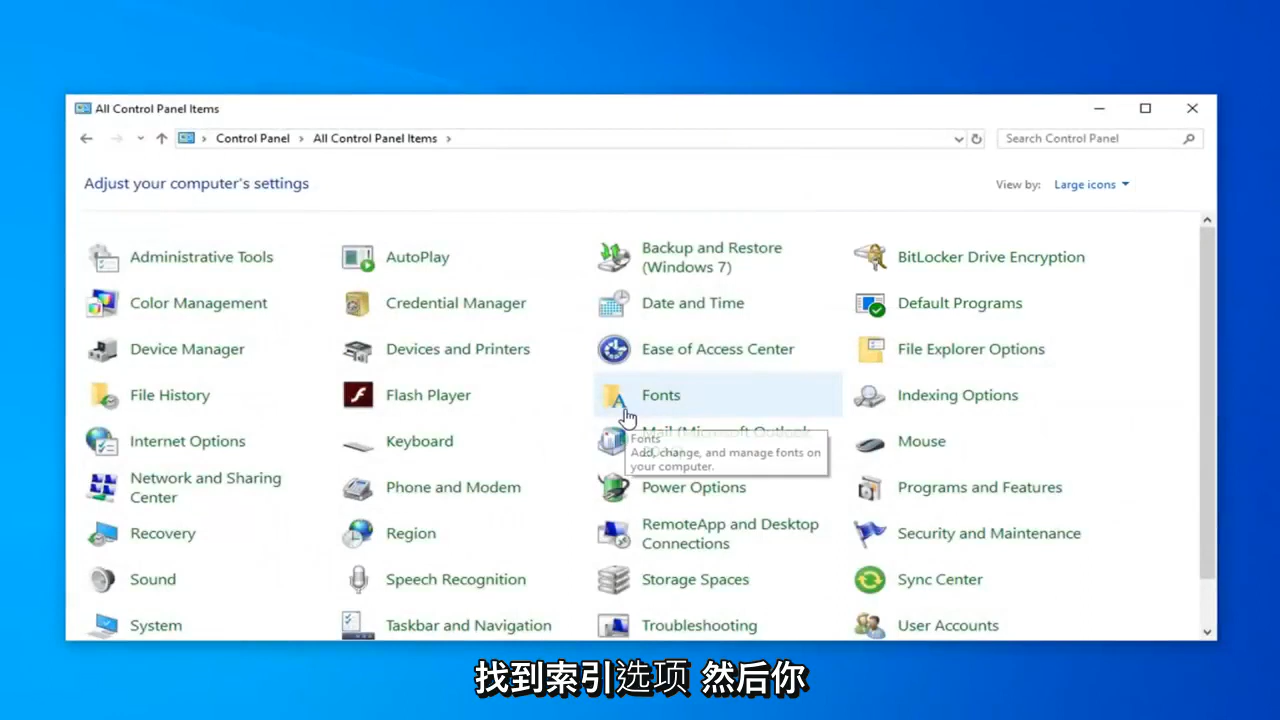 All Control Panel Items
Control Panel
All Control Panel Items
Search Control Panel
Adjust your computer's settings
View by:
Large icons
Administrative Tools
AutoPlay
Backup and Restore
(Windows 7)
BitLocker Drive Encryption
Color Management
Credential Manager
Date and Time
Default Programs
Device Manager
Devices and Printers
Ease of Access Center
File Explorer Options
File History
Flash Player
Fonts
Indexing Options
Internet Options
Keyboard
Mail (Microsoft Outlook
Fonts
Add, change, and manage fonts on
your computer.
Mouse
Network and Sharing
Center
Phone and Modem
Power Options
Programs and Features
Recovery
Region
RemoteApp and Desktop
Connections
Security and Maintenance
Sound
Speech Recognition
Storage Spaces
Sync Center
System
Taskbar and Navigation
Troubleshooting
User Accounts
找到索引选项 然后你